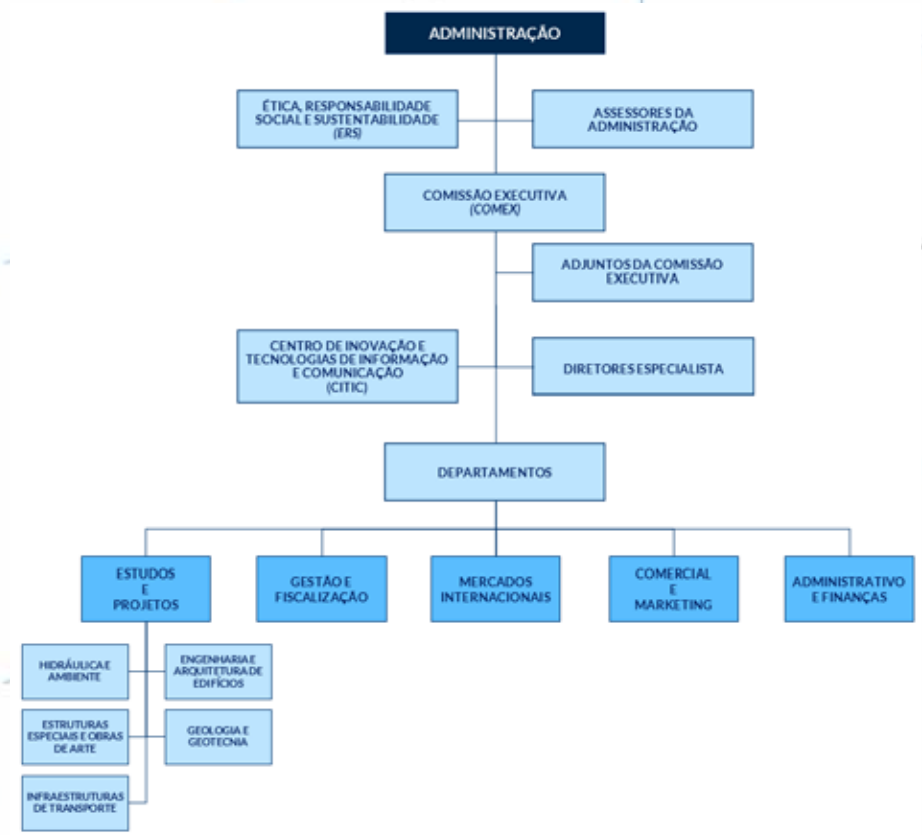 ADMINISTRAÇÃO
ÉTICA, RESPONSABILIDADE
SOCIAL E SUSTENTABILIDADE
(ERS)
ASSESSORES DA
ADMINISTRAÇÃO
COMISSÃO EXECUTIVA
(COMEX)
ADJUNTOS DA COMISSÃO
EXECUTIVA
CENTRO DE INOVAÇÃO E
TECNOLOGIAS DE INFORMAÇÃO
E COMUNICAÇÃO
(CITIC)
DIRETORES ESPECIALISTA
DEPARTAMENTOS
ESTUDOS
E
PROJETOS
GESTÃO E
FISCALIZAÇÃO
MERCADOS
INTERNACIONAIS
COMERCIAL
E
MARKETING
ADMINISTRATIVO
E FINANÇAS
HIDRÁULICA E
AMBIENTE
ENGENHARIA E
ARQUITETURA DE
EDIFÍCIOS
ESTRUTURAS
ESPECIAIS E OBRAS
DE ARTE
GEOLOGIA E
GEOTECNIA
INFRAESTRUTURAS
DE TRANSPORTE